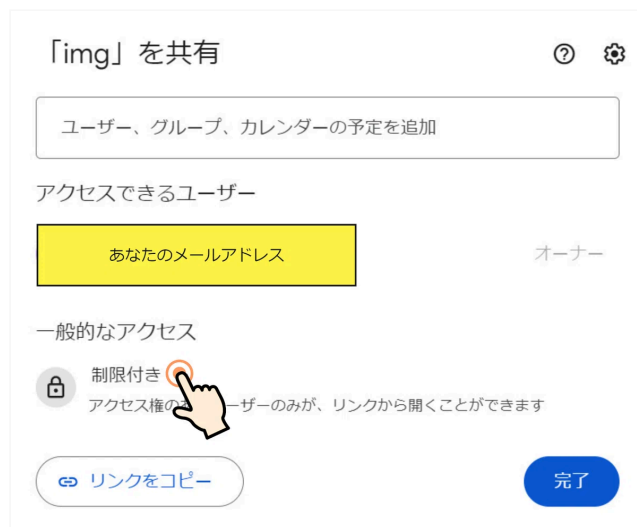 「img」を共有
ユーザー、グループ、カレンダーの予定を追加
アクセスできるユーザー
あなたのメールアドレス
オーナー
一般的なアクセス
制限付き
アクセス権の ーザーのみが、リンクから開くことができます
リンクをコピー
完了